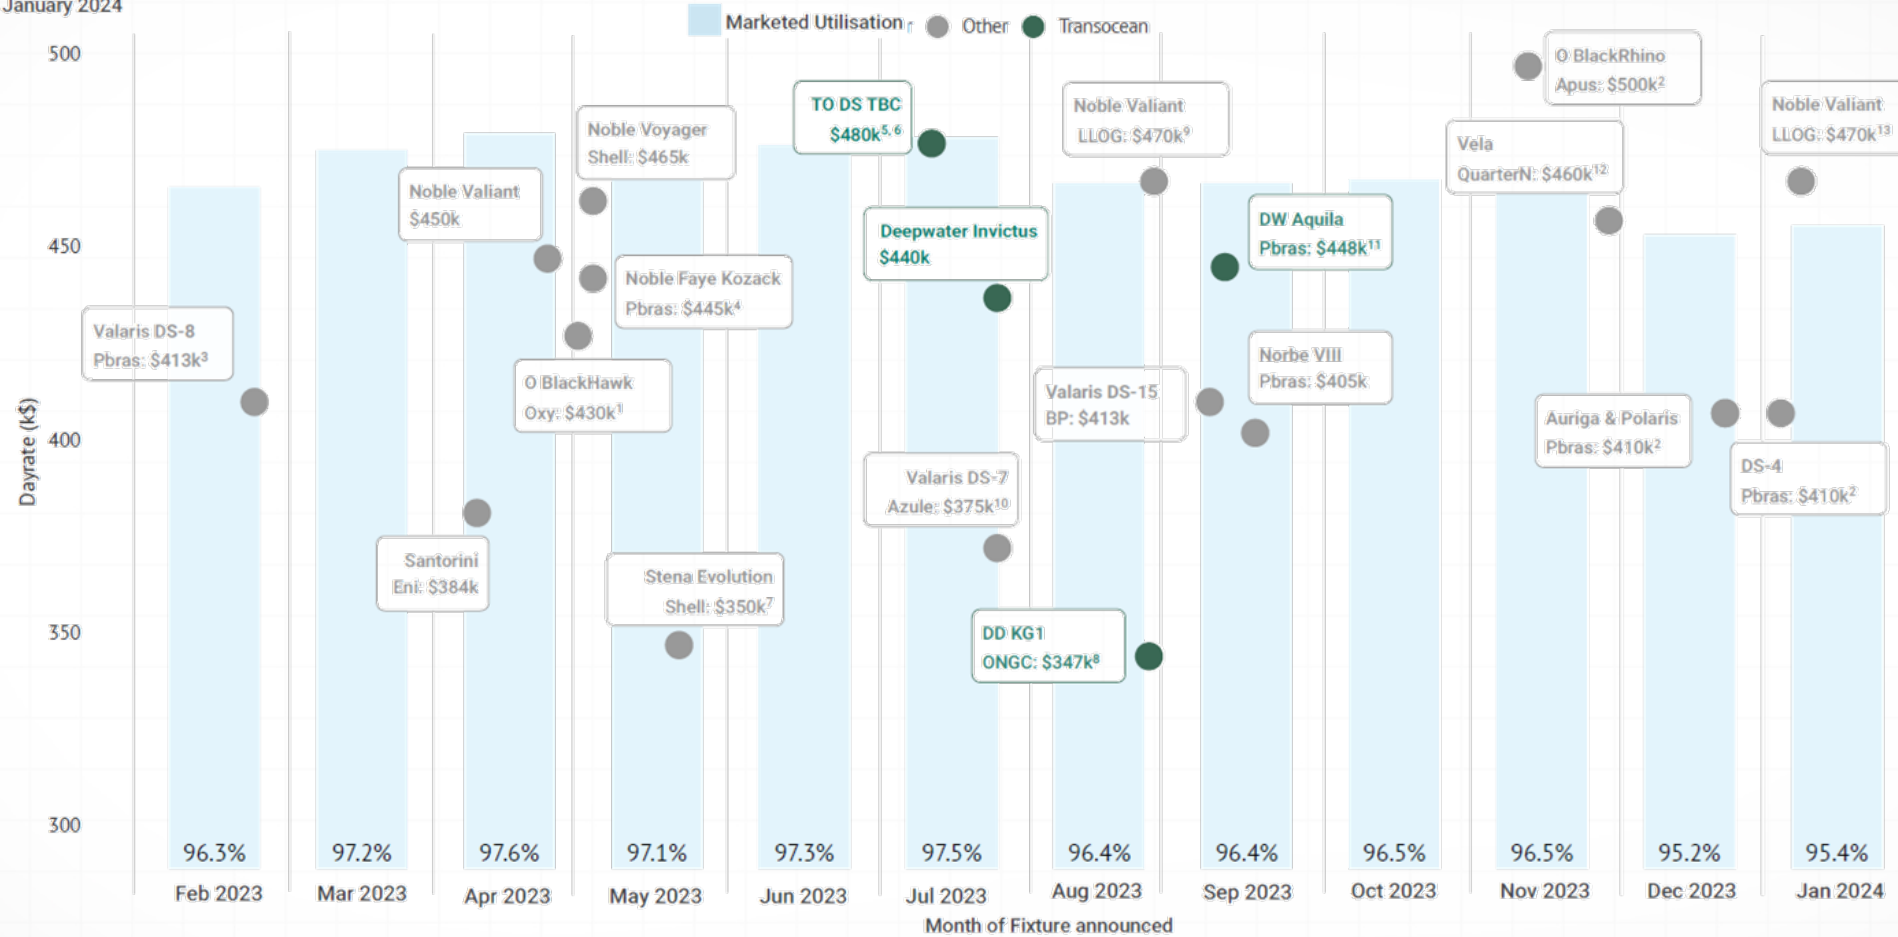 January 2024
Marketed Utilisation
Other
Transocean
Dayrate (k$)
500
450
400
350
300
Valaris DS-8
Pbras: $413k³
Noble Valiant
$450k
Santorini
Eni: $384k
Noble Voyager
Shell: $465k
Noble Faye Kozack
Pbras: $445k⁴
O BlackHawk
Oxy: $430k¹
Stena Evolution
Shell: $350k⁷
TO DS TBC
$480k⁵,⁶
Deepwater Invictus
$440k
Valaris DS-7
Azule: $375k¹⁰
DD KG1
ONGC: $347k⁸
Noble Valiant
LLOG: $470k⁹
Valaris DS-15
BP: $413k
DW Aquila
Pbras: $448k¹¹
Norbe VIII
Pbras: $405k
O BlackRhino
Apus: $500k²
Vela
QuarterN: $460k¹²
Auriga & Polaris
Pbras: $410k²
Noble Valiant
LLOG: $470k¹³
DS-4
Pbras: $410k²
96.3%
97.2%
97.6%
97.1%
97.3%
97.5%
96.4%
96.4%
96.5%
96.5%
95.2%
95.4%
Feb 2023
Mar 2023
Apr 2023
May 2023
Jun 2023
Jul 2023
Aug 2023
Sep 2023
Oct 2023
Nov 2023
Dec 2023
Jan 2024
Month of Fixture announced